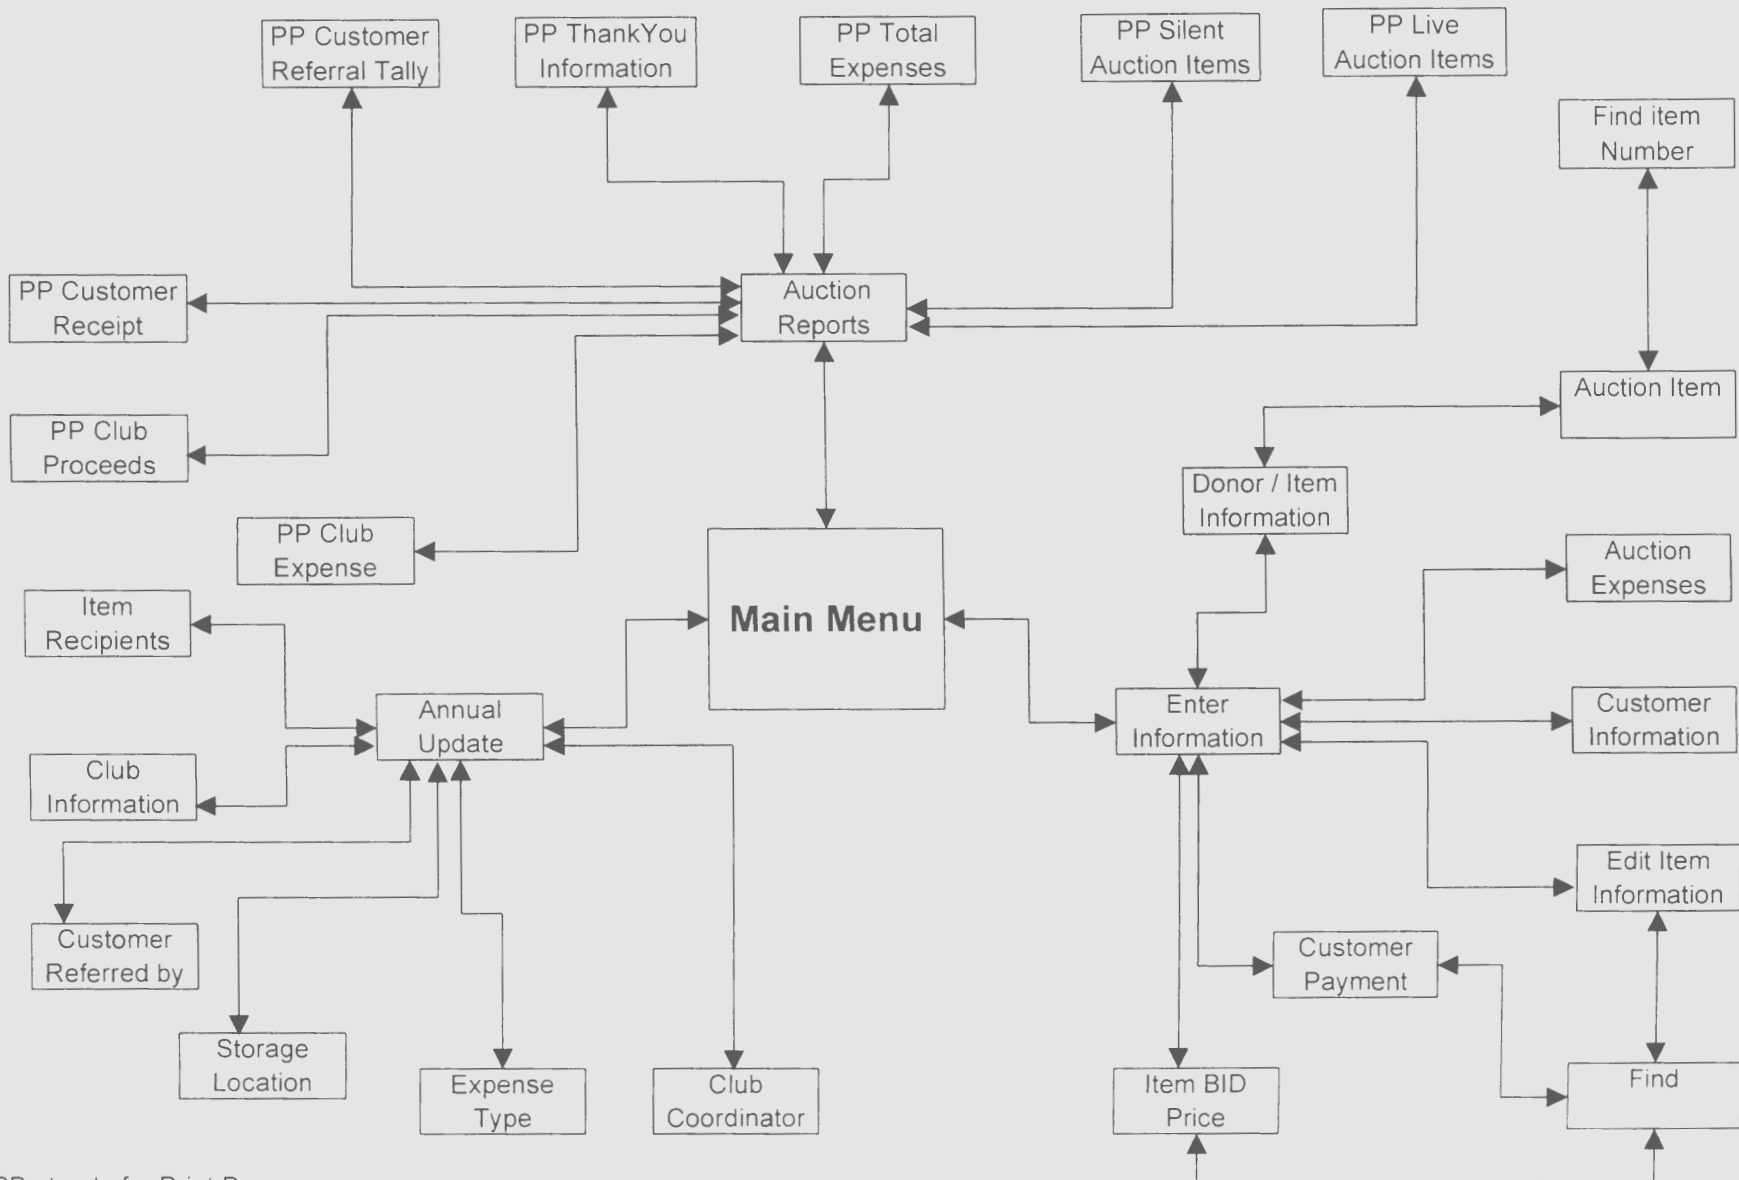 PP Customer
Referral Tally
PP ThankYou
Information
PP Total
Expenses
PP Silent
Auction Items
PP Live
Auction Items
Find item
Number
PP Customer
Receipt
Auction
Reports
Auction Item
PP Club
Proceeds
Donor / Item
Information
PP Club
Expense
Auction
Expenses
Item
Recipients
Main Menu
Annual
Update
Enter
Information
Customer
Information
Club
Information
Edit Item
Information
Customer
Referred by
Customer
Payment
Storage
Location
Expense
Type
Club
Coordinator
Item BID
Price
Find